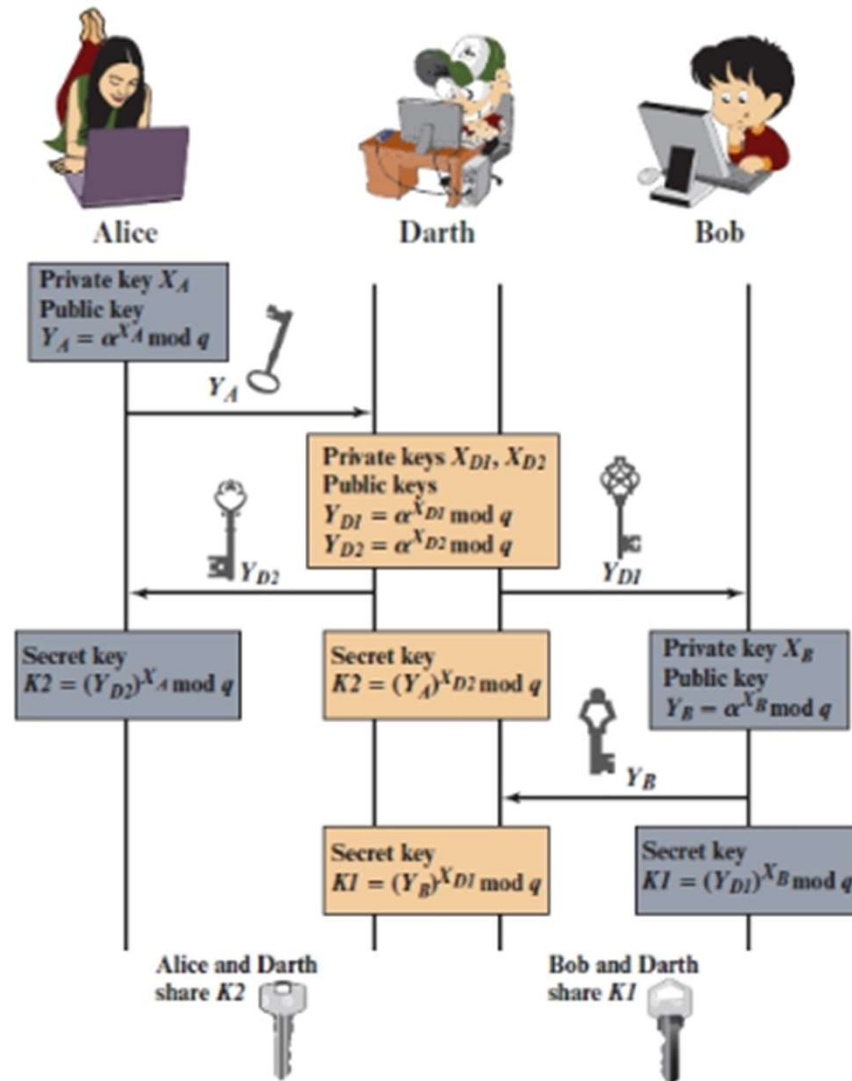 Alice
Darth
Bob
Private key X_A
Public key
Y_A = α^X_A mod q
Y_A
Private keys X_D1, X_D2
Public keys
Y_D1 = α^X_D1 mod q
Y_D2 = α^X_D2 mod q
Y_D2
Y_D1
Secret key
K2 = (Y_D2)^X_A mod q
Secret key
K2 = (Y_A)^X_D2 mod q
Private key X_B
Public key
Y_B = α^X_B mod q
Y_B
Secret key
K1 = (Y_B)^X_D1 mod q
Secret key
K1 = (Y_D1)^X_B mod q
Alice and Darth
share K2
Bob and Darth
share K1